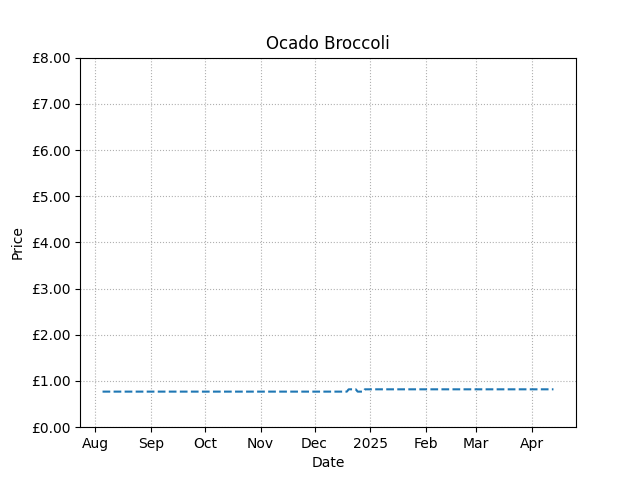 Ocado Broccoli
£8.00
£7.00
£6.00
£5.00
£4.00
£3.00
£2.00
£1.00
£0.00
Price
Aug Sep Oct Nov Dec 2025 Feb Mar Apr
Date